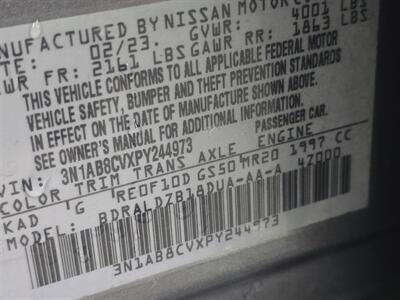 MANUFACTURED BY NISSAN MOTOR
DATE: 02/23. GVWR: 4001 LBS
GAWR FR: 2161 LBS GAWR RR: 1863 LBS
THIS VEHICLE CONFORMS TO ALL APPLICABLE FEDERAL MOTOR
VEHICLE SAFETY, BUMPER AND THEFT PREVENTION STANDARDS
IN EFFECT ON THE DATE OF MANUFACTURE SHOWN ABOVE.
SEE OWNER'S MANUAL FOR ADDITIONAL INFORMATION.
VIN: 3N1AB8CVXPY244973 PASSENGER CAR.
COLOR TRIM TRANS AXLE ENGINE
KAD 'G 'RE0F10D GS50 MR20 1997 CC
MODEL: BDRALDZB18DUA-AA-A 47000
3N1AB8CVXPY244973